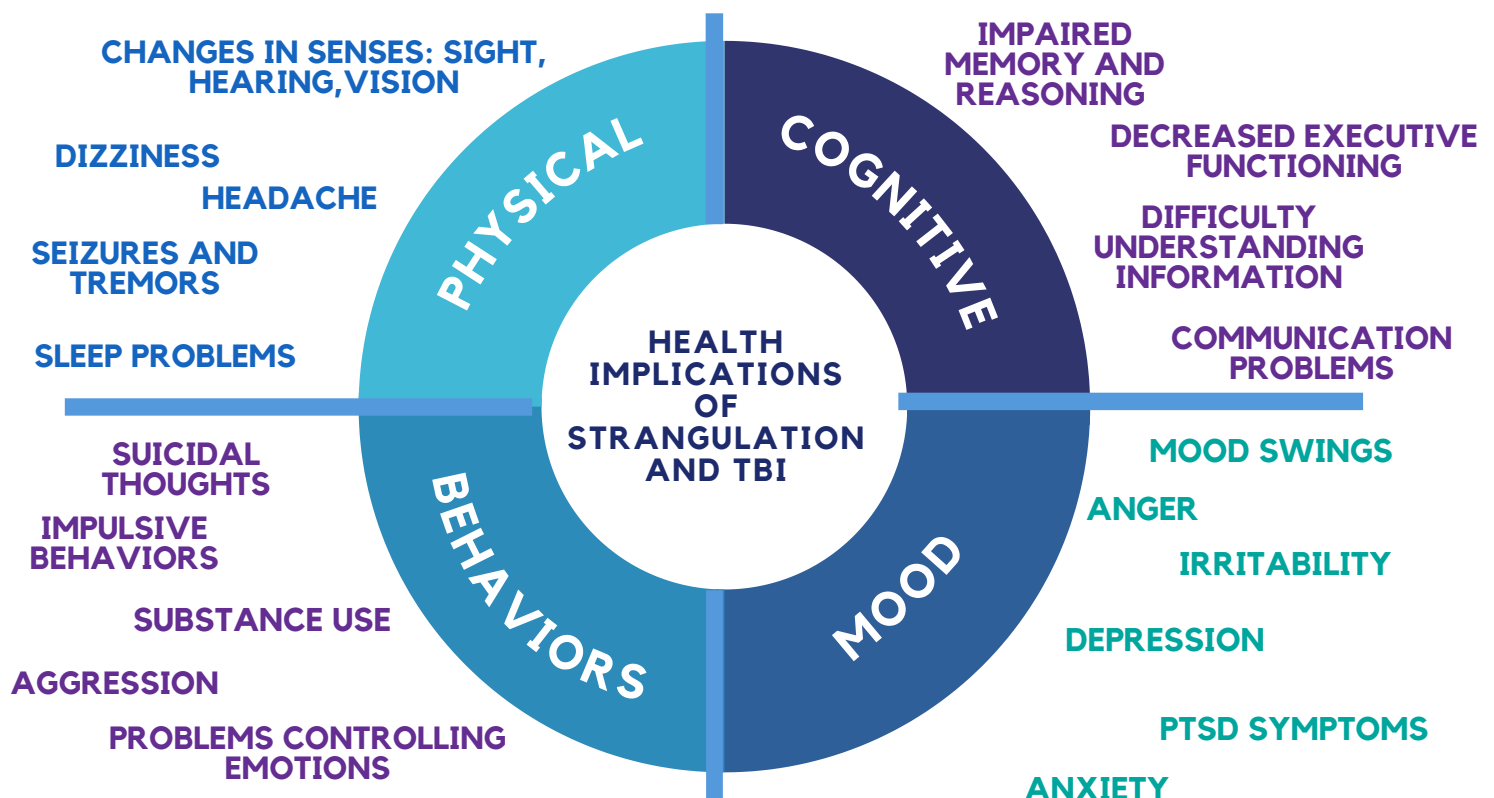 HEALTH
IMPLICATIONS
OF
STRANGULATION
AND TBI
PHYSICAL
CHANGES IN SENSES: SIGHT,
HEARING,VISION
DIZZINESS
HEADACHE
SEIZURES AND
TREMORS
SLEEP PROBLEMS
COGNITIVE
IMPAIRED
MEMORY AND
REASONING
DECREASED EXECUTIVE
FUNCTIONING
DIFFICULTY
UNDERSTANDING
INFORMATION
COMMUNICATION
PROBLEMS
BEHAVIORS
SUICIDAL
THOUGHTS
IMPULSIVE
BEHAVIORS
SUBSTANCE USE
AGGRESSION
PROBLEMS CONTROLLING
EMOTIONS
MOOD
MOOD SWINGS
ANGER
IRRITABILITY
DEPRESSION
PTSD SYMPTOMS
ANXIETY